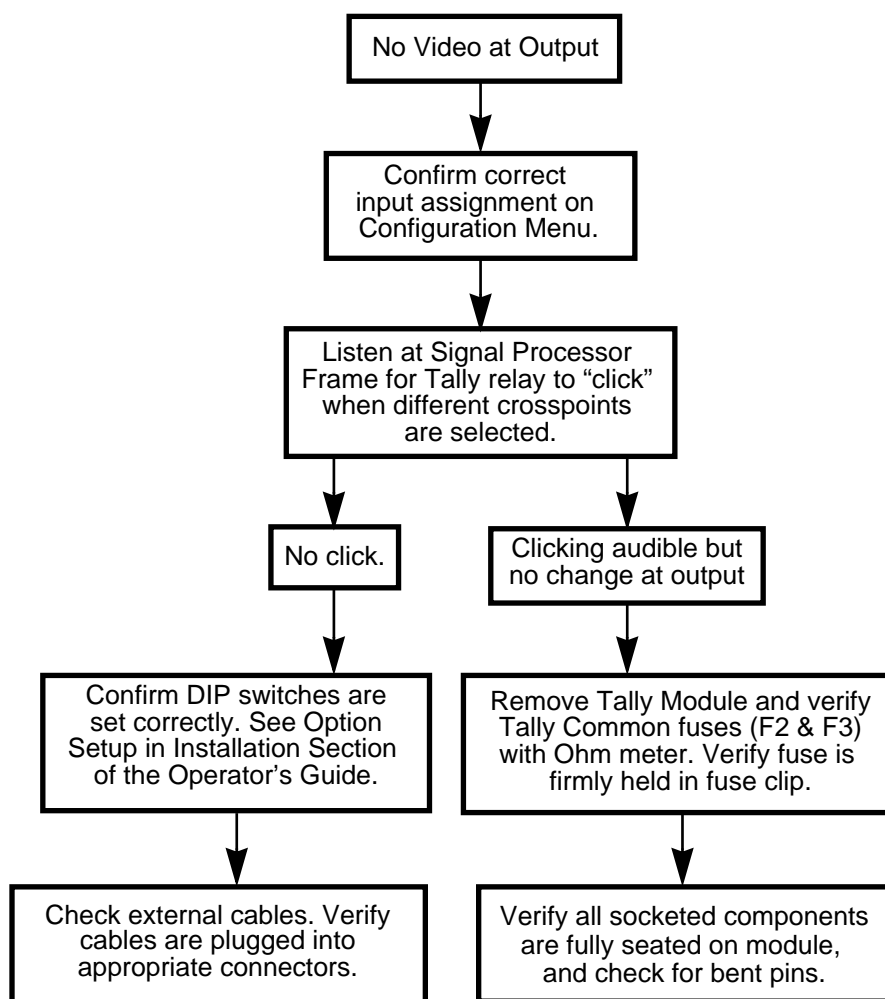 No Video at Output
Confirm correct
input assignment on
Configuration Menu.
Listen at Signal Processor
Frame for Tally relay to “click”
when different crosspoints
are selected.
No click.
Clicking audible but
no change at output
Confirm DIP switches are
set correctly. See Option
Setup in Installation Section
of the Operator’s Guide.
Remove Tally Module and verify
Tally Common fuses (F2 & F3)
with Ohm meter. Verify fuse is
firmly held in fuse clip.
Check external cables. Verify
cables are plugged into
appropriate connectors.
Verify all socketed components
are fully seated on module,
and check for bent pins.